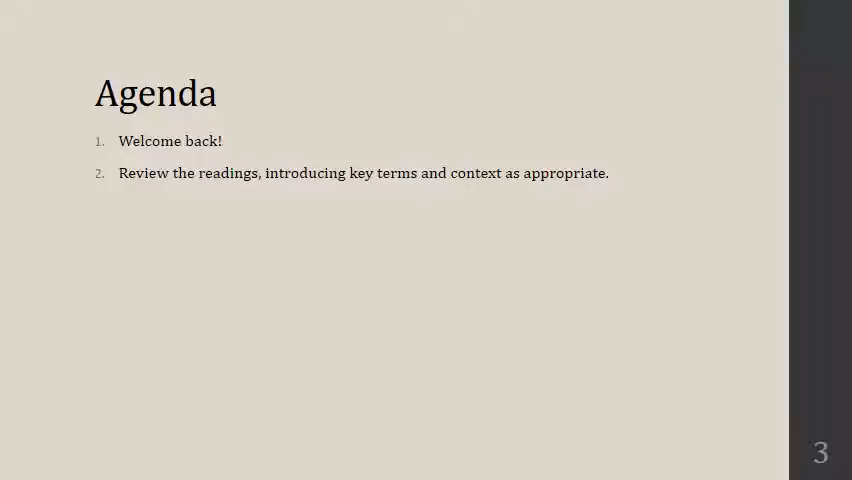 Agenda
1. Welcome back!
2. Review the readings, introducing key terms and context as appropriate.
3